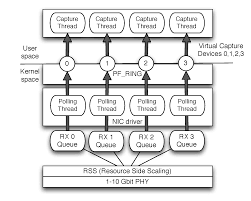 Capture Thread
Capture Thread
Capture Thread
Capture Thread
User space
Virtual Capture Devices 0,1,2,3
0
1
2
3
Kernel space
PF_RING
Polling Thread
Polling Thread
Polling Thread
Polling Thread
NIC driver
RX 0 Queue
RX 1 Queue
RX 2 Queue
RX 3 Queue
RSS (Resource Side Scaling)
1-10 Gbit PHY